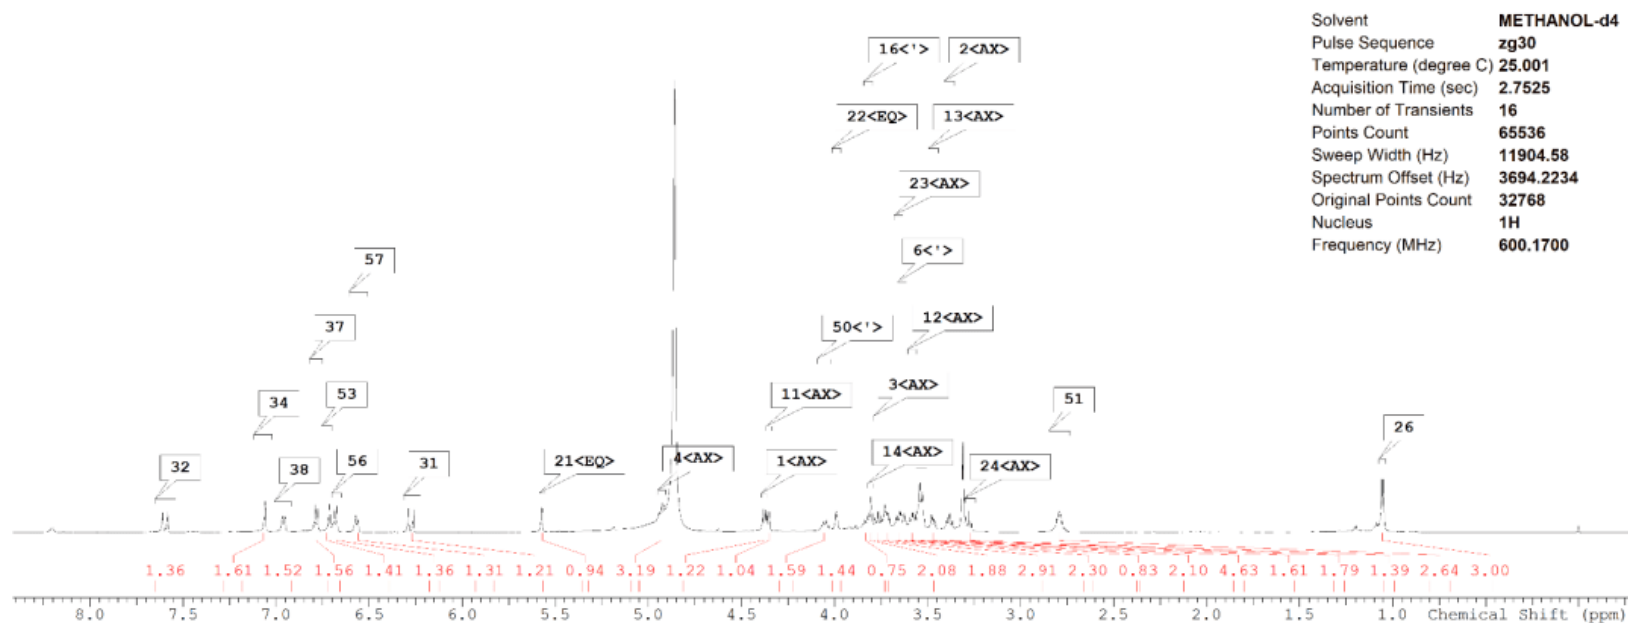 Solvent METHANOL-d4
Pulse Sequence zg30
Temperature (degree C) 25.001
Acquisition Time (sec) 2.7525
Number of Transients 16
Points Count 65536
Sweep Width (Hz) 11904.58
Spectrum Offset (Hz) 3694.2234
Original Points Count 32768
Nucleus 1H
Frequency (MHz) 600.1700
16<'> 2<AX>
22<EQ> 13<AX>
23<AX>
57 6<'>
37 50<'> 12<AX>
34 53 11<AX> 3<AX> 51
32 38 56 31 21<EQ> 4<AX> 1<AX> 14<AX> 24<AX> 26
1.36 1.61 1.52 1.56 1.41 1.36 1.31 1.21 0.94 3.19 1.22 1.04 1.59 1.44 0.75 2.08 1.88 2.91 2.30 0.83 2.10 4.63 1.61 1.79 1.39 2.64 3.00
8.0 7.5 7.0 6.5 6.0 5.5 5.0 4.5 4.0 3.5 3.0 2.5 2.0 1.5 1.0 Chemical Shift (ppm)